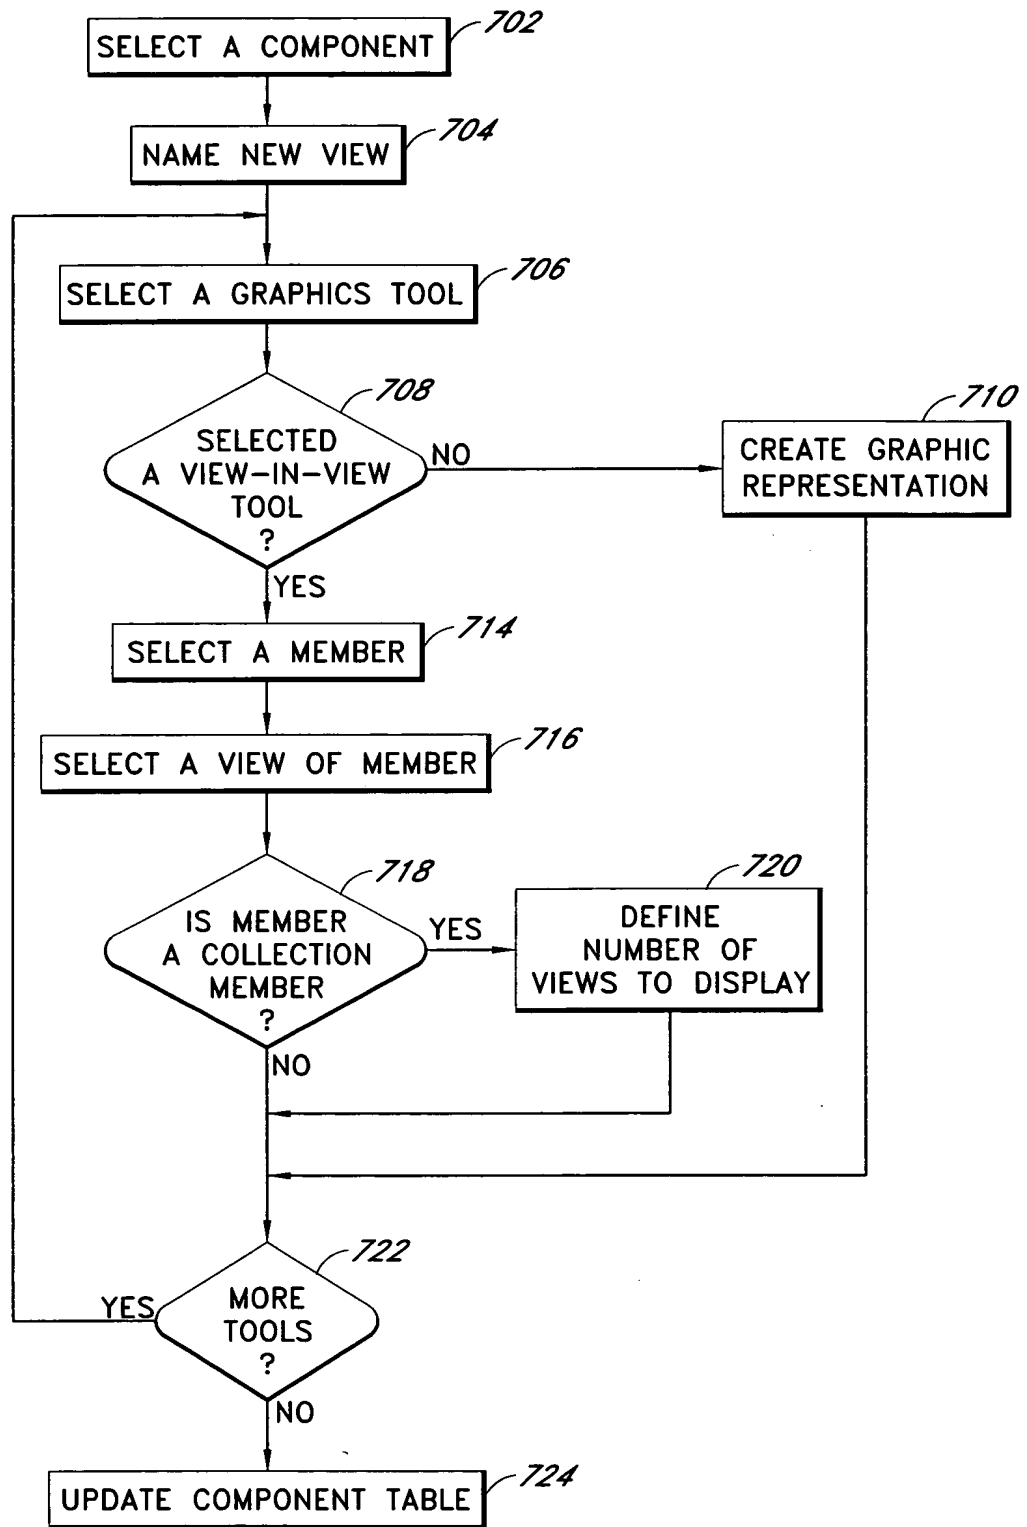 702
SELECT A COMPONENT
704
NAME NEW VIEW
706
SELECT A GRAPHICS TOOL
708
SELECTED
A VIEW-IN-VIEW
TOOL
?
NO
YES
710
CREATE GRAPHIC
REPRESENTATION
714
SELECT A MEMBER
716
SELECT A VIEW OF MEMBER
718
IS MEMBER
A COLLECTION
MEMBER
?
YES
NO
720
DEFINE
NUMBER OF
VIEWS TO DISPLAY
722
MORE
TOOLS
?
YES
NO
724
UPDATE COMPONENT TABLE